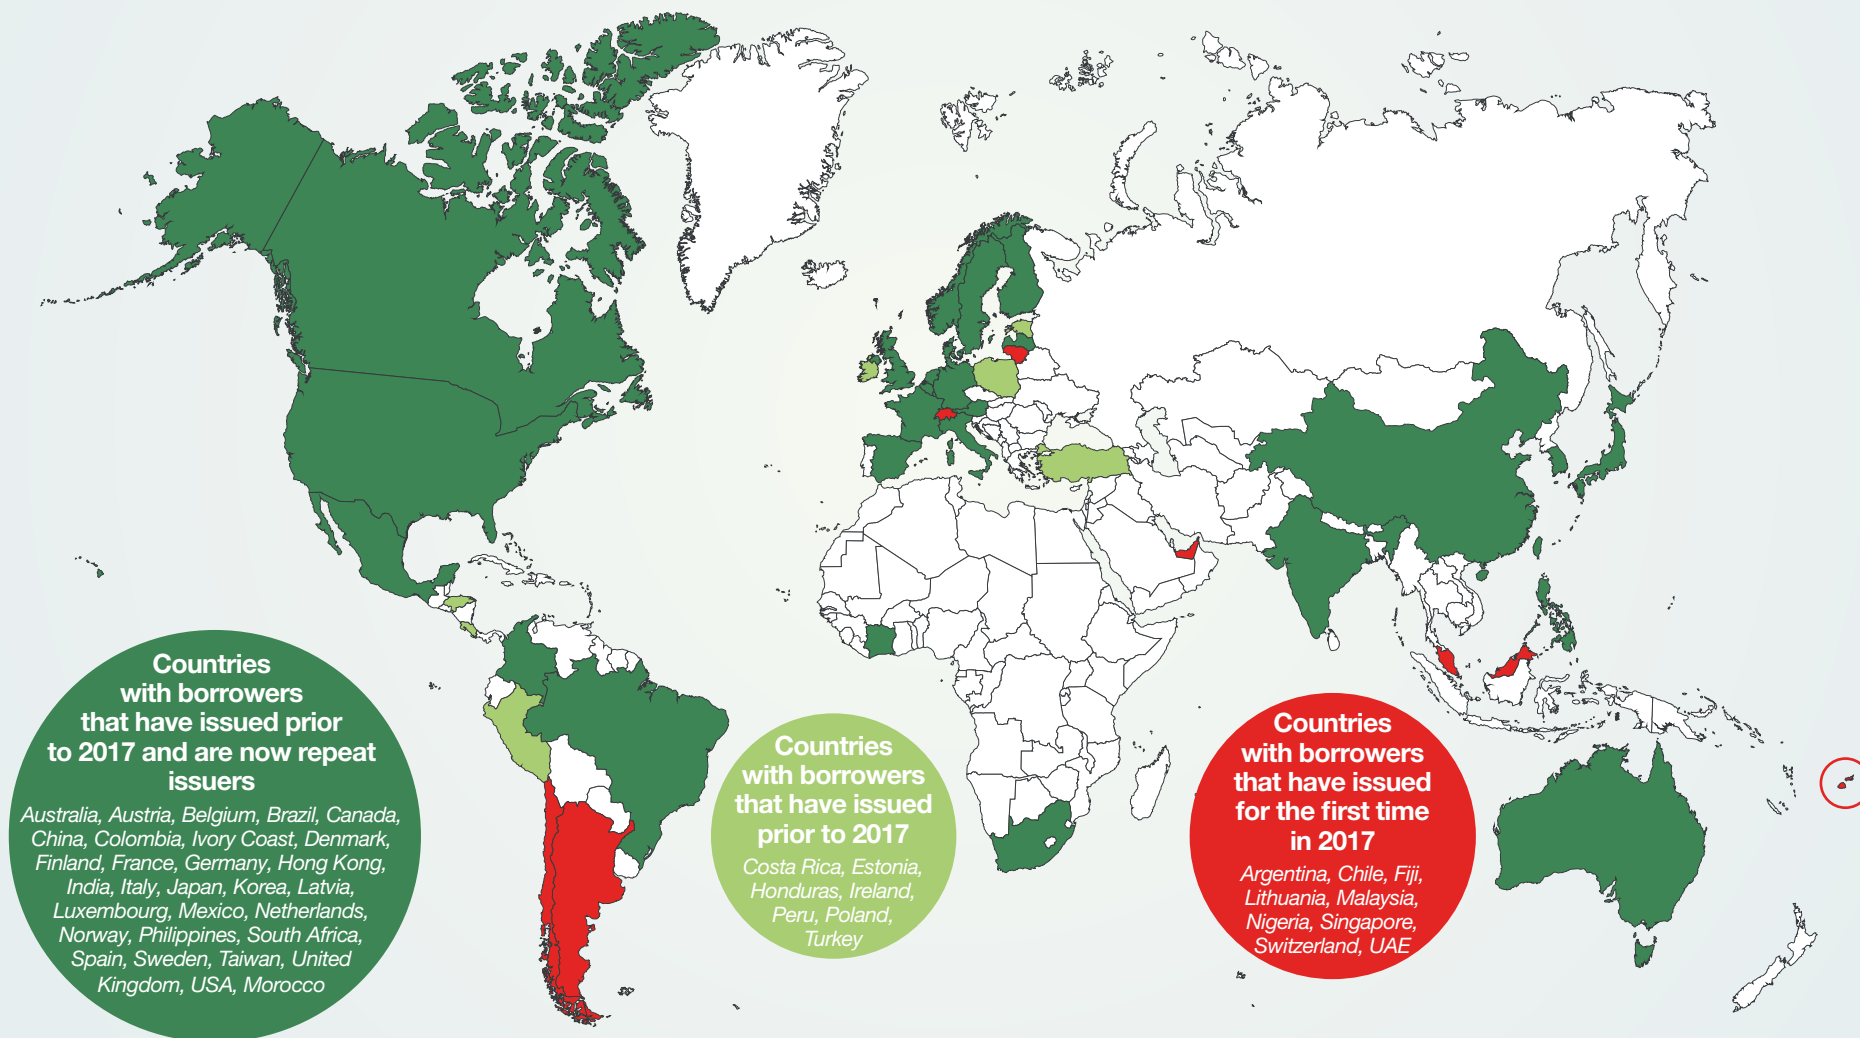 Countries
with borrowers
that have issued prior
to 2017 and are now repeat
issuers
Australia, Austria, Belgium, Brazil, Canada,
China, Colombia, Ivory Coast, Denmark,
Finland, France, Germany, Hong Kong,
India, Italy, Japan, Korea, Latvia,
Luxembourg, Mexico, Netherlands,
Norway, Philippines, South Africa,
Spain, Sweden, Taiwan, United
Kingdom, USA, Morocco
Countries
with borrowers
that have issued
prior to 2017
Costa Rica, Estonia,
Honduras, Ireland,
Peru, Poland,
Turkey
Countries
with borrowers
that have issued
for the first time
in 2017
Argentina, Chile, Fiji,
Lithuania, Malaysia,
Nigeria, Singapore,
Switzerland, UAE